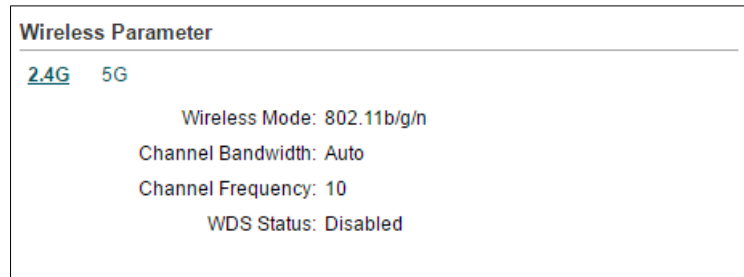 Wireless Parameter
2.4G 5G
Wireless Mode: 802.11b/g/n
Channel Bandwidth: Auto
Channel Frequency: 10
WDS Status: Disabled